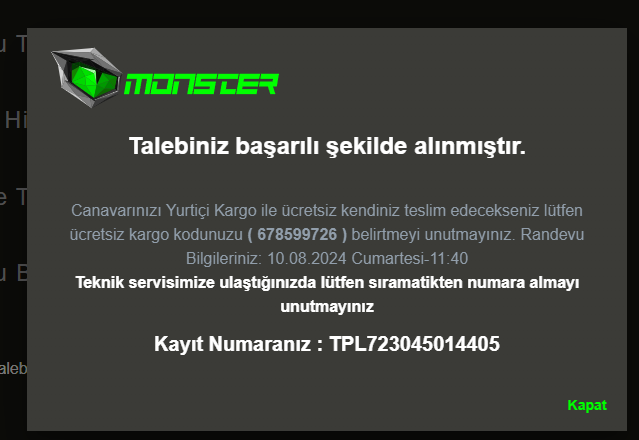 u T
MONSTER
Hi
Talebiniz başarılı şekilde alınmıştır.
e T
Canavarınızı Yurtiçi Kargo ile ücretsiz kendiniz teslim edecekseniz lütfen
ücretsiz kargo kodunuzu ( 678599726 ) belirtmeyi unutmayınız. Randevu
Bilgileriniz: 10.08.2024 Cumartesi-11:40
u B
Teknik servisimize ulaştığınızda lütfen sıramatikten numara almayı
unutmayınız
Kayıt Numaranız : TPL723045014405
aleb
Kapat